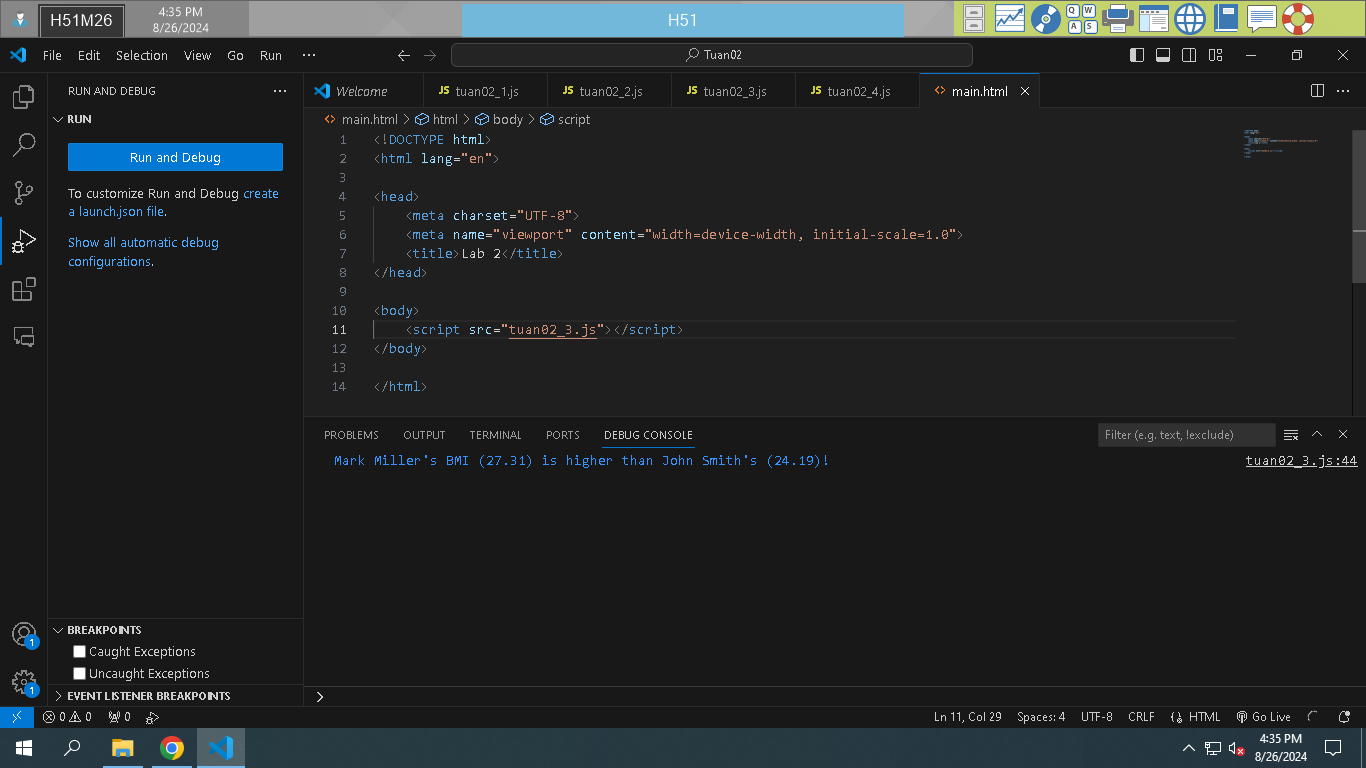 H51M26
4:35 PM
8/26/2024
H51
Q W
A S
File Edit Selection View Go Run ···
Tuan02
RUN AND DEBUG ···
RUN
Run and Debug
To customize Run and Debug create
a launch.json file.
Show all automatic debug
configurations.
Welcome
JS tuan02_1.js
JS tuan02_2.js
JS tuan02_3.js
JS tuan02_4.js
main.html
main.html > html > body > script
1 <!DOCTYPE html>
2 <html lang="en">
3
4 <head>
5 <meta charset="UTF-8">
6 <meta name="viewport" content="width=device-width, initial-scale=1.0">
7 <title>Lab 2</title>
8 </head>
9
10 <body>
11 <script src="tuan02_3.js"></script>
12 </body>
13
14 </html>
PROBLEMS OUTPUT TERMINAL PORTS DEBUG CONSOLE
Filter (e.g. text, !exclude)
Mark Miller's BMI (27.31) is higher than John Smith's (24.19)! tuan02_3.js:44
BREAKPOINTS
Caught Exceptions
Uncaught Exceptions
EVENT LISTENER BREAKPOINTS
1
1
0 0 0
Ln 11, Col 29 Spaces: 4 UTF-8 CRLF HTML Go Live
4:35 PM
8/26/2024